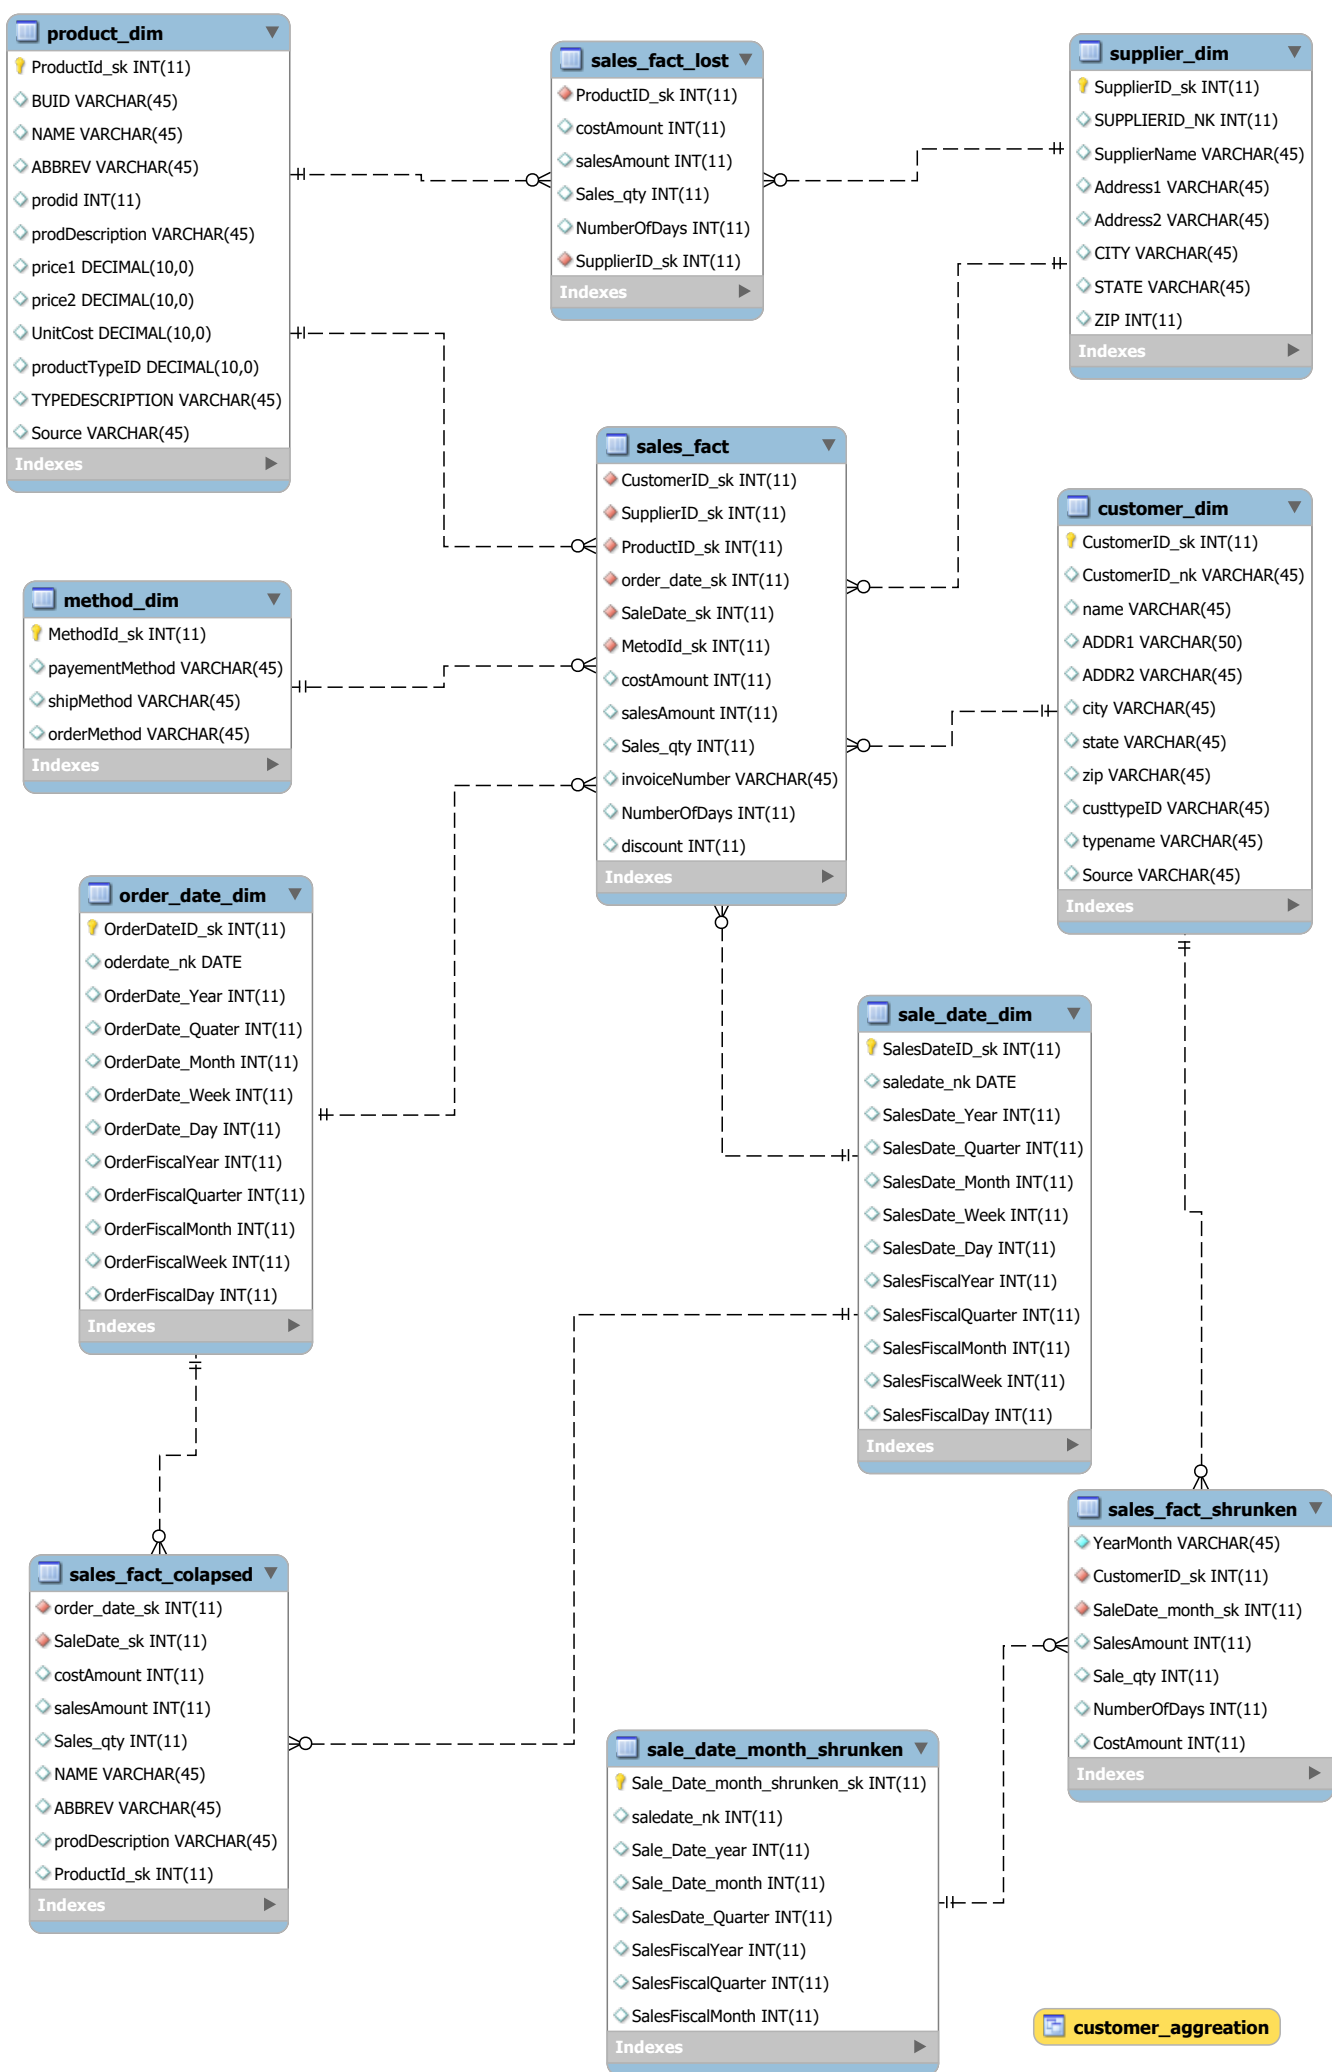 product_dim
ProductId_sk INT(11)
BUID VARCHAR(45)
NAME VARCHAR(45)
ABBREV VARCHAR(45)
prodid INT(11)
prodDescription VARCHAR(45)
price1 DECIMAL(10,0)
price2 DECIMAL(10,0)
UnitCost DECIMAL(10,0)
productTypeID DECIMAL(10,0)
TYPEDESCRIPTION VARCHAR(45)
Source VARCHAR(45)
Indexes
sales_fact_lost
ProductID_sk INT(11)
costAmount INT(11)
salesAmount INT(11)
Sales_qty INT(11)
NumberOfDays INT(11)
SupplierID_sk INT(11)
Indexes
supplier_dim
SupplierID_sk INT(11)
SUPPLIERID_NK INT(11)
SupplierName VARCHAR(45)
Address1 VARCHAR(45)
Address2 VARCHAR(45)
CITY VARCHAR(45)
STATE VARCHAR(45)
ZIP INT(11)
Indexes
sales_fact
CustomerID_sk INT(11)
SupplierID_sk INT(11)
ProductID_sk INT(11)
order_date_sk INT(11)
SaleDate_sk INT(11)
MetodId_sk INT(11)
costAmount INT(11)
salesAmount INT(11)
Sales_qty INT(11)
invoiceNumber VARCHAR(45)
NumberOfDays INT(11)
discount INT(11)
Indexes
customer_dim
CustomerID_sk INT(11)
CustomerID_nk VARCHAR(45)
name VARCHAR(45)
ADDR1 VARCHAR(50)
ADDR2 VARCHAR(45)
city VARCHAR(45)
state VARCHAR(45)
zip VARCHAR(45)
custtypeID VARCHAR(45)
typename VARCHAR(45)
Source VARCHAR(45)
Indexes
method_dim
MethodId_sk INT(11)
payementMethod VARCHAR(45)
shipMethod VARCHAR(45)
orderMethod VARCHAR(45)
Indexes
order_date_dim
OrderDateID_sk INT(11)
oderdate_nk DATE
OrderDate_Year INT(11)
OrderDate_Quater INT(11)
OrderDate_Month INT(11)
OrderDate_Week INT(11)
OrderDate_Day INT(11)
OrderFiscalYear INT(11)
OrderFiscalQuarter INT(11)
OrderFiscalMonth INT(11)
OrderFiscalWeek INT(11)
OrderFiscalDay INT(11)
Indexes
sale_date_dim
SalesDateID_sk INT(11)
saledate_nk DATE
SalesDate_Year INT(11)
SalesDate_Quarter INT(11)
SalesDate_Month INT(11)
SalesDate_Week INT(11)
SalesDate_Day INT(11)
SalesFiscalYear INT(11)
SalesFiscalQuarter INT(11)
SalesFiscalMonth INT(11)
SalesFiscalWeek INT(11)
SalesFiscalDay INT(11)
Indexes
sales_fact_shrunken
YearMonth VARCHAR(45)
CustomerID_sk INT(11)
SaleDate_month_sk INT(11)
SalesAmount INT(11)
Sale_qty INT(11)
NumberOfDays INT(11)
CostAmount INT(11)
Indexes
sales_fact_colapsed
order_date_sk INT(11)
SaleDate_sk INT(11)
costAmount INT(11)
salesAmount INT(11)
Sales_qty INT(11)
NAME VARCHAR(45)
ABBREV VARCHAR(45)
prodDescription VARCHAR(45)
ProductId_sk INT(11)
Indexes
sale_date_month_shrunken
Sale_Date_month_shrunken_sk INT(11)
saledate_nk INT(11)
Sale_Date_year INT(11)
Sale_Date_month INT(11)
SalesDate_Quarter INT(11)
SalesFiscalYear INT(11)
SalesFiscalQuarter INT(11)
SalesFiscalMonth INT(11)
Indexes
customer_aggreation